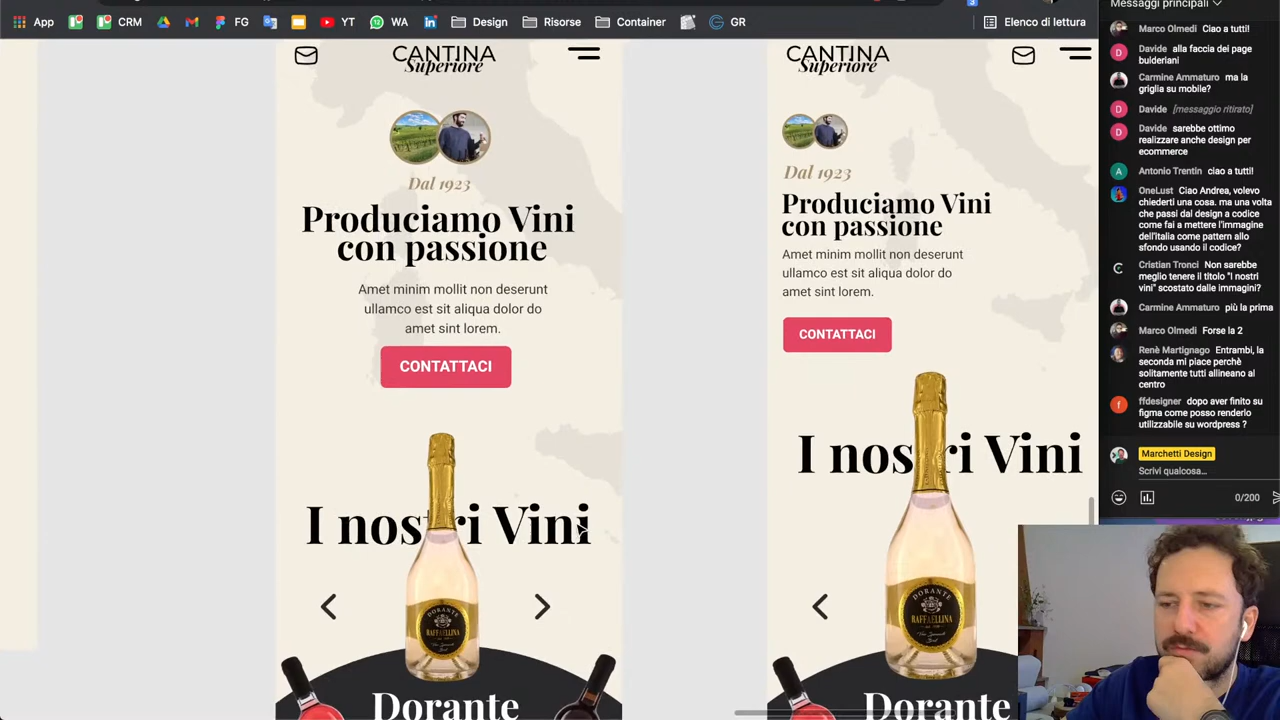 App
CRM
FG
YT
WA
Design
Risorse
Container
GR
Elenco di lettura
CANTINA
Superiore
Dal 1923
Produciamo Vini
con passione
Amet minim mollit non deserunt
ullamco est sit aliqua dolor do
amet sint lorem.
CONTATTACI
I nostri Vini
DORANTE
RAFFAELLINA
Dorante
CANTINA
Superiore
Dal 1923
Produciamo Vini
con passione
Amet minim mollit non deserunt
ullamco est sit aliqua dolor do
amet sint lorem.
CONTATTACI
I nostri Vini
DORANTE
RAFFAELLINA
Dorante
Messaggi principali
Marco Olmedi Ciao a tutti!
Davide alla faccia dei page
bulderiani
Carmine Ammaturo ma la
griglia su mobile?
Davide [messaggio ritirato]
Davide sarebbe ottimo
realizzare anche design per
ecommerce
Antonio Trentin ciao a tutti!
OneLust Ciao Andrea, volevo
chiederti una cosa. ma una volta
che passi dal design a codice
come fai a mettere l'immagine
dell'italia come pattern allo
sfondo usando il codice?
Cristian Tronci Non sarebbe
meglio tenere il titolo "I nostri
vini" scostato dalle immagini?
Carmine Ammaturo più la prima
Marco Olmedi Forse la 2
Renè Martignago Entrambi, la
seconda mi piace perchè
solitamente tutti allineano al
centro
ffdesigner dopo aver finito su
figma come posso renderlo
utilizzabile su wordpress ?
Marchetti Design
Scrivi qualcosa...
0/200